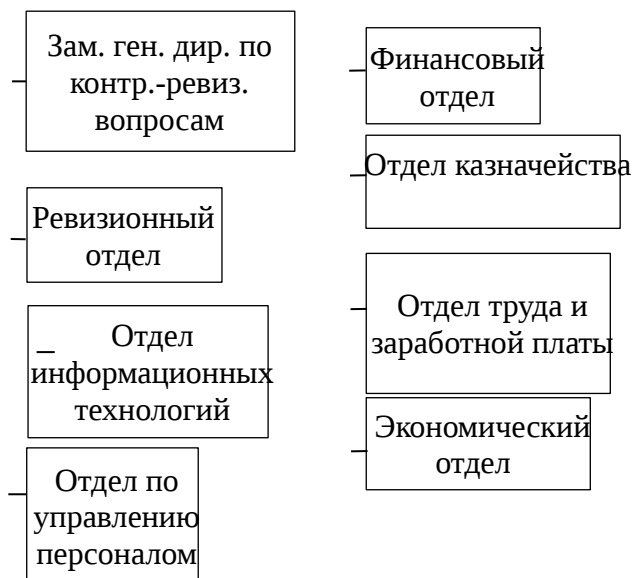 Зам. ген. дир. по
контр.-ревиз.
вопросам
Ревизионный
отдел
Отдел
информационных
технологий
Отдел по
управлению
персоналом
Финансовый
отдел
Отдел казначейства
Отдел труда и
заработной платы
Экономический
отдел